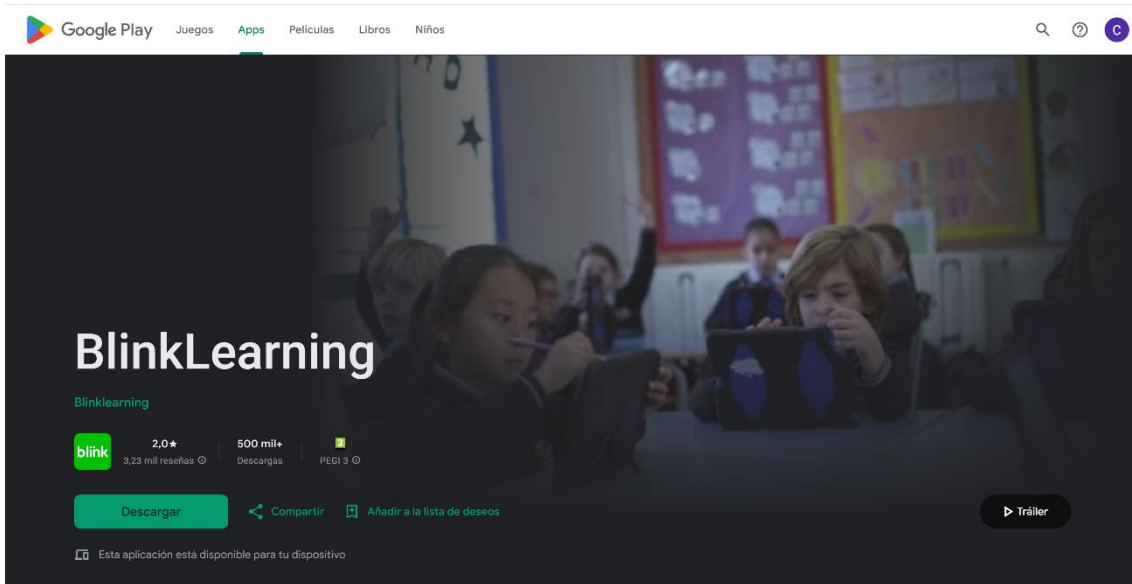 Google Play
Juegos
Apps
Películas
Libros
Niños
C
BlinkLearning
Blinklearning
blink
2,0★
3,23 mil reseñas
500 mil+
Descargas
3
PEGI 3
Descargar
Compartir
Añadir a la lista de deseos
Tráiler
Esta aplicación está disponible para tu dispositivo